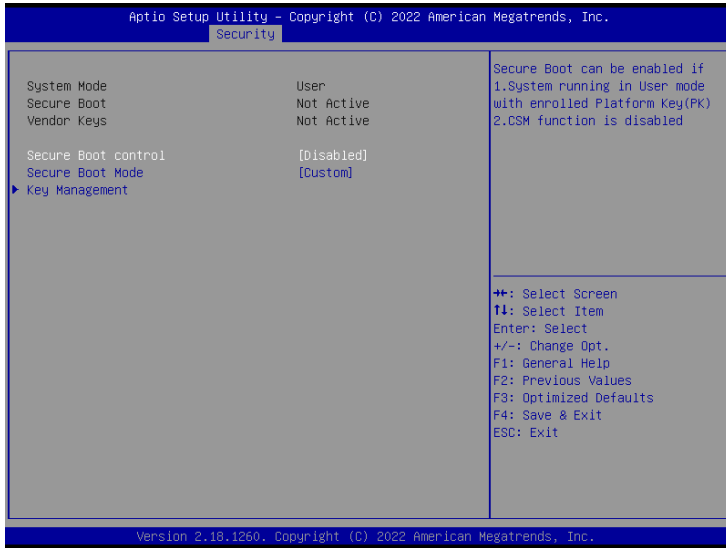 Aptio Setup Utility – Copyright (C) 2022 American Megatrends, Inc.
Security
System Mode User
Secure Boot Not Active
Vendor Keys Not Active
Secure Boot control [Disabled]
Secure Boot Mode [Custom]
Key Management
Secure Boot can be enabled if
1.System running in User mode
with enrolled Platform Key(PK)
2.CSM function is disabled
→←: Select Screen
↑↓: Select Item
Enter: Select
+/-: Change Opt.
F1: General Help
F2: Previous Values
F3: Optimized Defaults
F4: Save & Exit
ESC: Exit
Version 2.18.1260. Copyright (C) 2022 American Megatrends, Inc.